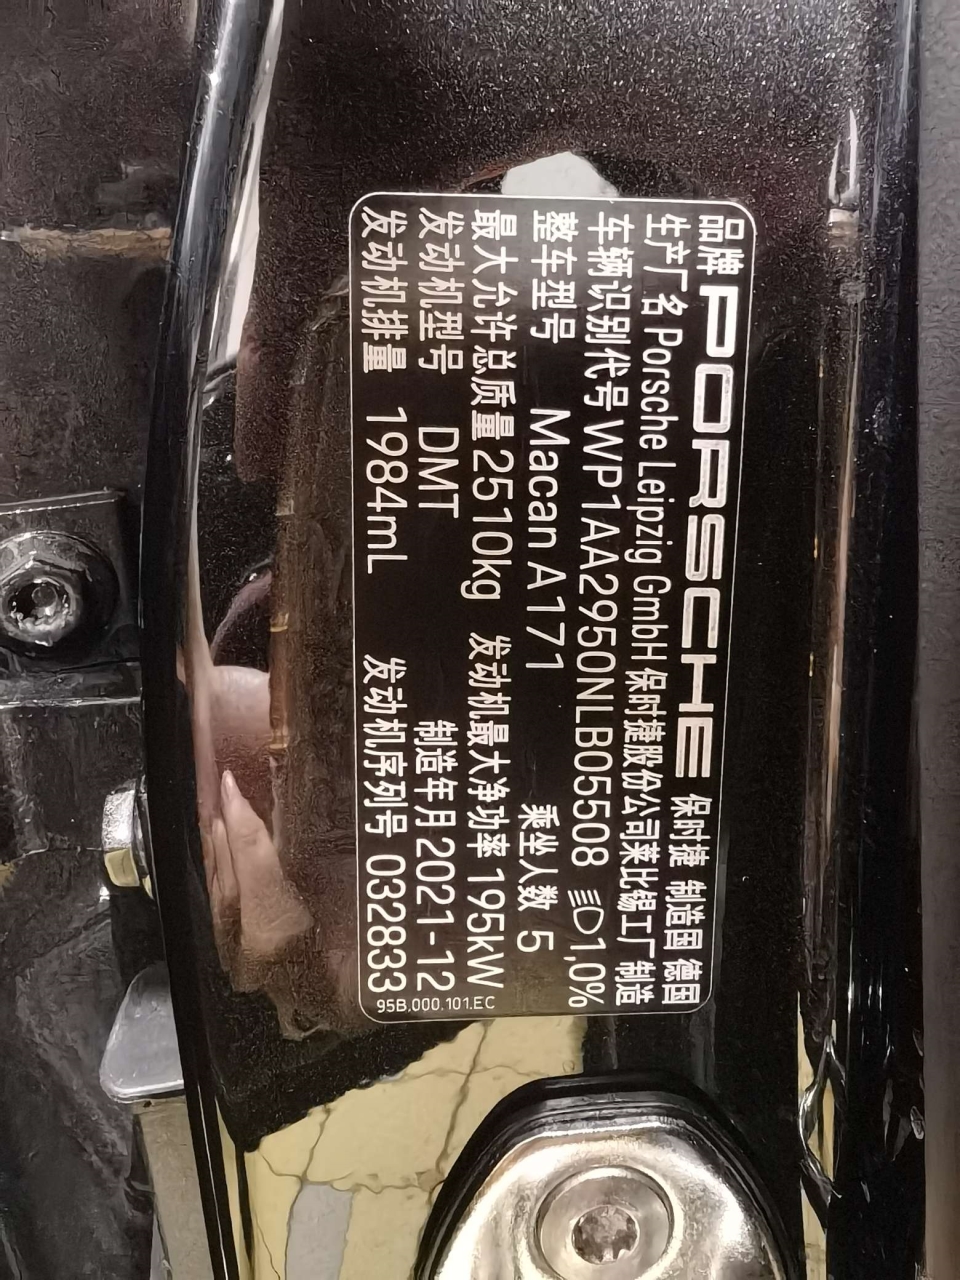 品牌 PORSCHE 保时捷 制造国 德国
生产厂名 Porsche Leipzig GmbH 保时捷股份公司莱比锡工厂制造
车辆识别代号 WP1AA2950NLB05508 1,0%
整车型号 Macan A171 乘坐人数 5
最大允许总质量 2510kg 发动机最大净功率 195kW
发动机型号 DMT 制造年月 2021-12
发动机排量 1984mL 发动机序列号 032833
95B.000.101.EC